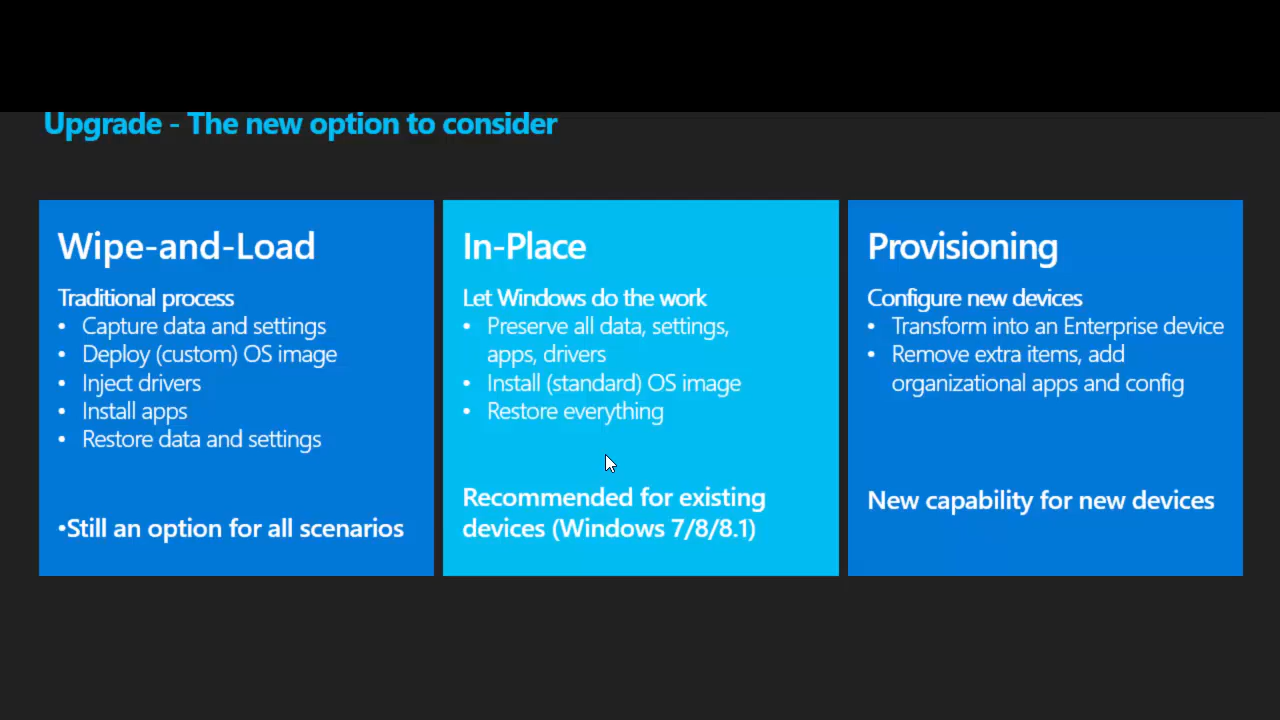 Upgrade - The new option to consider
Wipe-and-Load
Traditional process
• Capture data and settings
• Deploy (custom) OS image
• Inject drivers
• Install apps
• Restore data and settings
•Still an option for all scenarios
In-Place
Let Windows do the work
• Preserve all data, settings,
apps, drivers
• Install (standard) OS image
• Restore everything
Recommended for existing
devices (Windows 7/8/8.1)
Provisioning
Configure new devices
• Transform into an Enterprise device
• Remove extra items, add
organizational apps and config
New capability for new devices